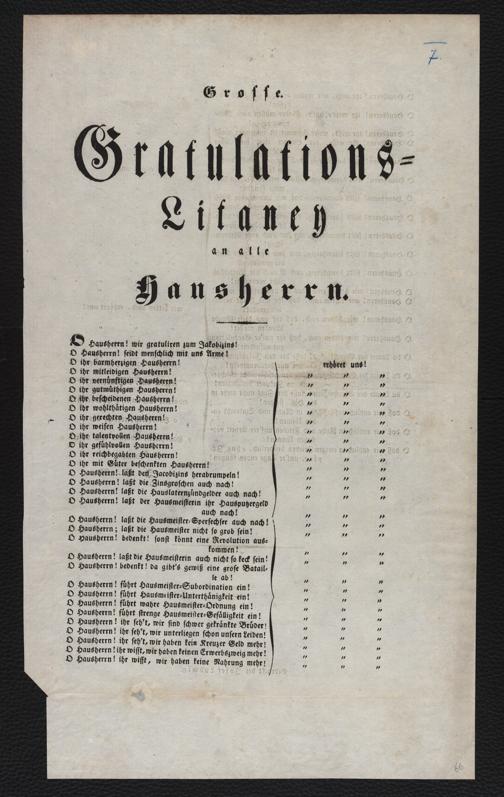 7.
Grosse.
Gratulations-
Litaney
an alle
Hausherrn.
O Hausherrn! wir gratuliren zum Jakobizins!
O Hausherrn! seidt menschlich mit uns Arme!
O ihr barmherzigen Hausherrn! rehöret uns!
O ihr mitleidigen Hausherrn! " " "
O ihr vernünftigen Hausherrn! " " "
O ihr gutmüthigen Hausherrn! " " "
O ihr bescheidenen Hausherrn! " " "
O ihr wohlthätigen Hausherrn! " " "
O ihr gerechten Hausherrn! " " "
O ihr weisen Hausherrn! " " "
O ihr talentvollen Hausherrn! " " "
O ihr gefühlvollen Hausherrn! " " "
O ihr reichbegabten Hausherrn! " " "
O ihr mit Güter beschenkten Hausherrn! " " "
O Hausherrn! laßt den Jacobizins herabrumpeln! " " "
O Hausherrn! laßt die Zinsgroschen auch nach! " " "
O Hausherrn! laßt die Hauslaternzündgelder auch nach! " " "
O Hausherrn! laßt der Hausmeisterin ihr Hausputzergeld
auch nach! " " "
O Hausherrn! laßt die Hausmeister-Spersechser auch nach! " " "
O Hausherrn! laßt die Hausmeister nicht so grob sein! " " "
O Hausherrn! bedenkt! sonst könnt eine Revolution aus-
kommen! " " "
O Hausherrn! laßt die Hausmeisterin auch nicht so keck sein! " " "
O Hausherrn! bedenkt! da gibt's gewiß eine große Batail-
le ab! " " "
O Hausherrn! führt Hausmeister-Subordination ein! " " "
O Hausherrn! führt Hausmeister-Unterthänigkeit ein! " " "
O Hausherrn! führt wahre Hausmeister-Ordnung ein! " " "
O Hausherrn! führt strenge Hausmeister-Gefälligkeit ein! " " "
O Hausherrn! ihr seh't, wir sind schwer gekränkte Brüder! " " "
O Hausherrn! ihr seh't, wir unterliegen schon unsern Leiden! " " "
O Hausherrn! ihr seh't, wir haben kein Kreuzer Geld mehr! " " "
O Hausherrn! ihr wißt, wir haben keinen Erwerbszweig mehr! " " "
O Hausherrn! ihr wißt, wir haben keine Nahrung mehr! " " "
66